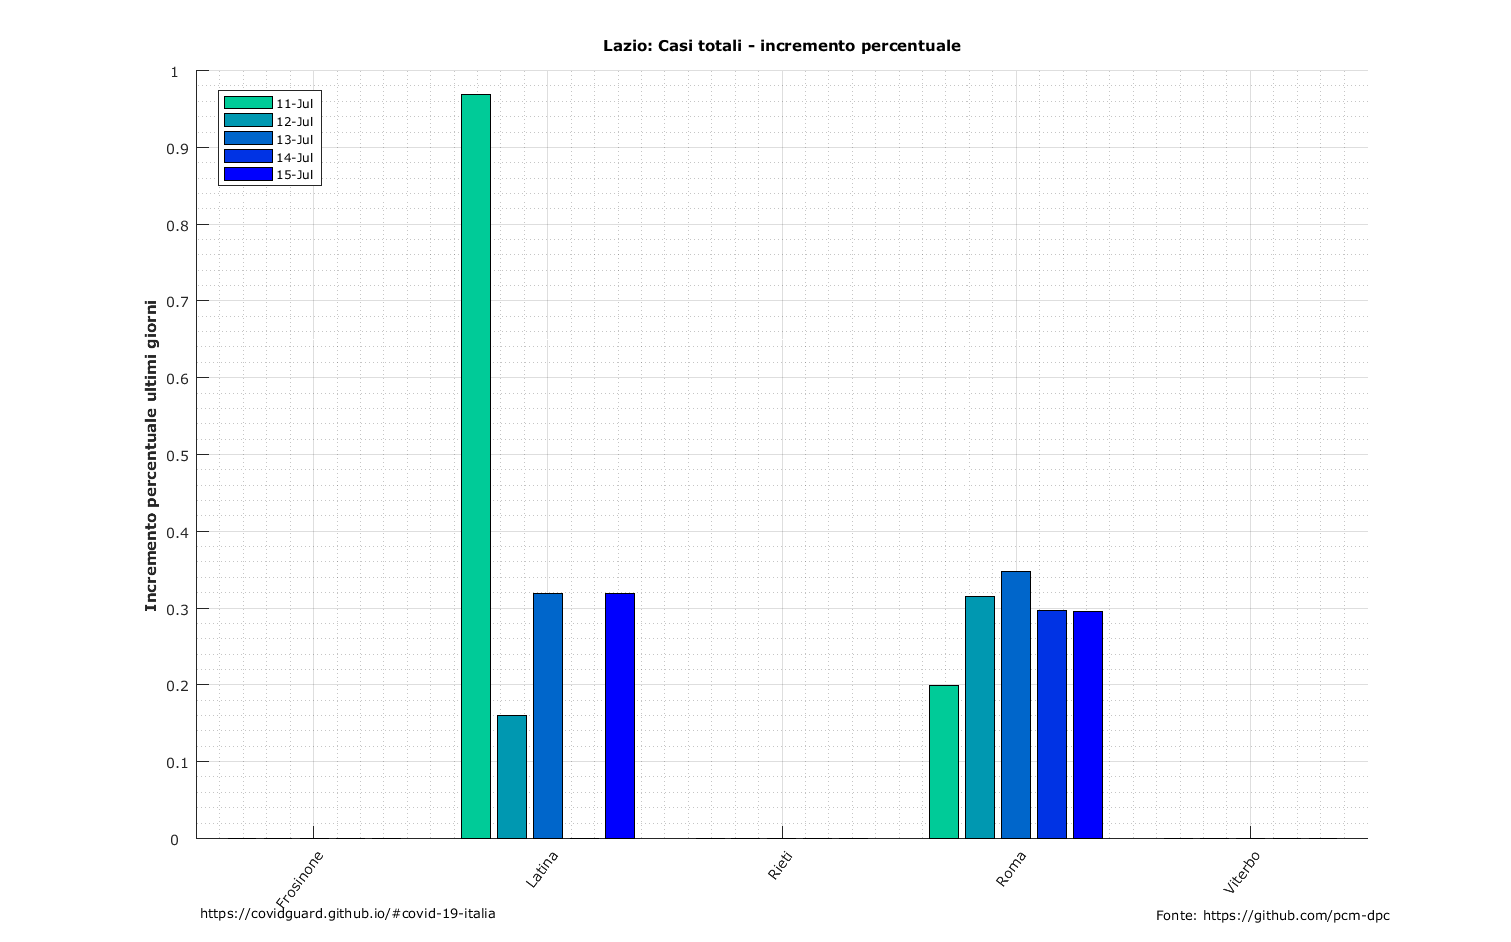 Lazio: Casi totali - incremento percentuale
Incremento percentuale ultimi giorni
1
0.9
0.8
0.7
0.6
0.5
0.4
0.3
0.2
0.1
0
11-Jul
12-Jul
13-Jul
14-Jul
15-Jul
Frosinone
Latina
Rieti
Roma
Viterbo
https://covidguard.github.io/#covid-19-italia
Fonte: https://github.com/pcm-dpc